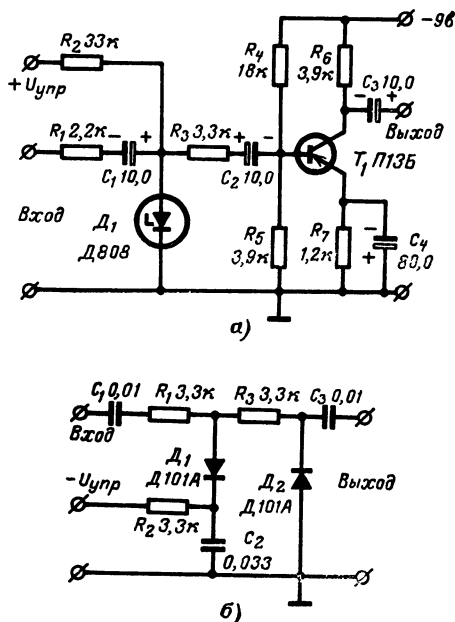 -9в
R2 33к
R4
18к
R6
3,9к
C3 10,0
- +
+ Uупр
R1 2,2к
- +
R3 3,3к
+ -
Выход
C1 10,0
C2 10,0
T1 П13Б
Вход
Д1
Д808
R5
3,9к
R7
1,2к
-
+
C4
80,0
а)
C1 0,01
R1 3,3к
R3 3,3к
C3 0,01
Вход
Д1
Д101А
-Uупр
Д2
Д101А
Выход
R2 3,3к
C2
0,033
б)